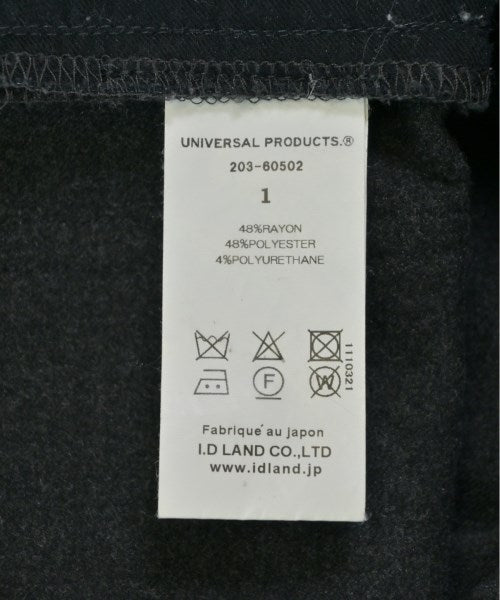 UNIVERSAL PRODUCTS.®
203-60502
1
48%RAYON
48%POLYESTER
4%POLYURETHANE
F
W
1110321
Fabriqué au japon
I.D LAND CO.,LTD
www.idland.jp